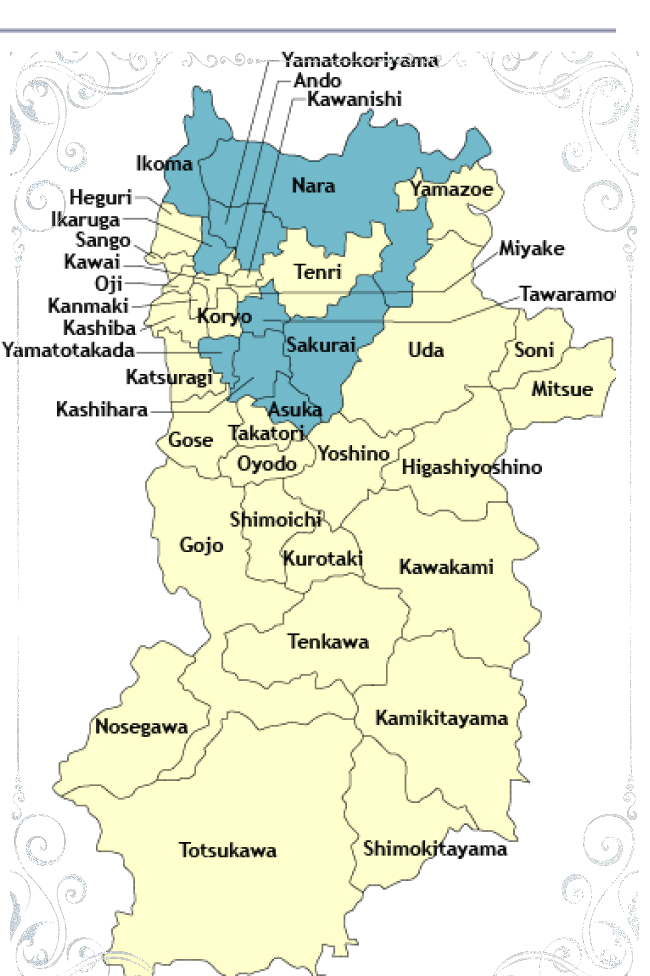 Yamatokoriyama
Ando
Kawanishi
Ikoma
Nara
Yamazoe
Heguri
Ikaruga
Sango
Miyake
Kawai
Tenri
Oji
Tawaramo
Kanmaki
Koryo
Kashiba
Yamatotakada
Sakurai
Uda
Soni
Katsuragi
Mitsue
Kashihara
Asuka
Takatori
Gose
Yoshino
Oyodo
Higashiyoshino
Shimoichi
Gojo
Kurotaki
Kawakami
Tenkawa
Kamikitayama
Nosegawa
Totsukawa
Shimokitayama